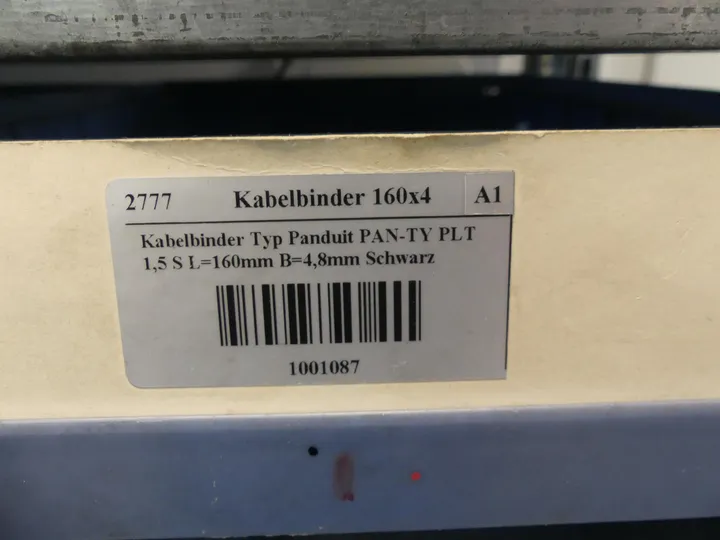 2777 Kabelbinder 160x4 A1
Kabelbinder Typ Panduit PAN-TY PLT
1,5 S L=160mm B=4,8mm Schwarz
1001087